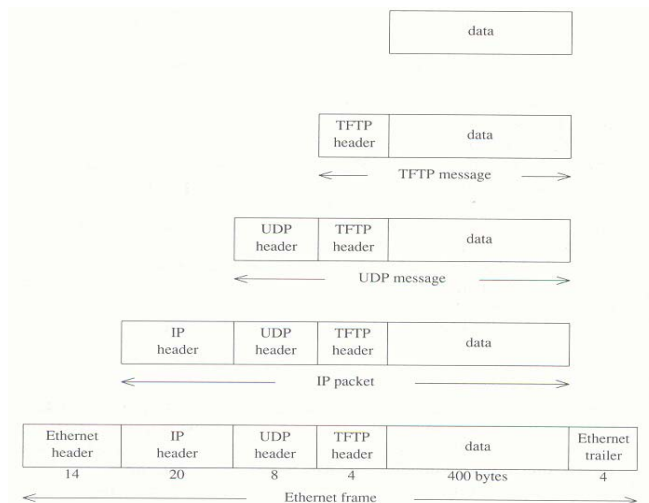 data
TFTP header data
TFTP message
UDP header TFTP header data
UDP message
IP header UDP header TFTP header data
IP packet
Ethernet header IP header UDP header TFTP header data Ethernet trailer
14 20 8 4 400 bytes 4
Ethernet frame